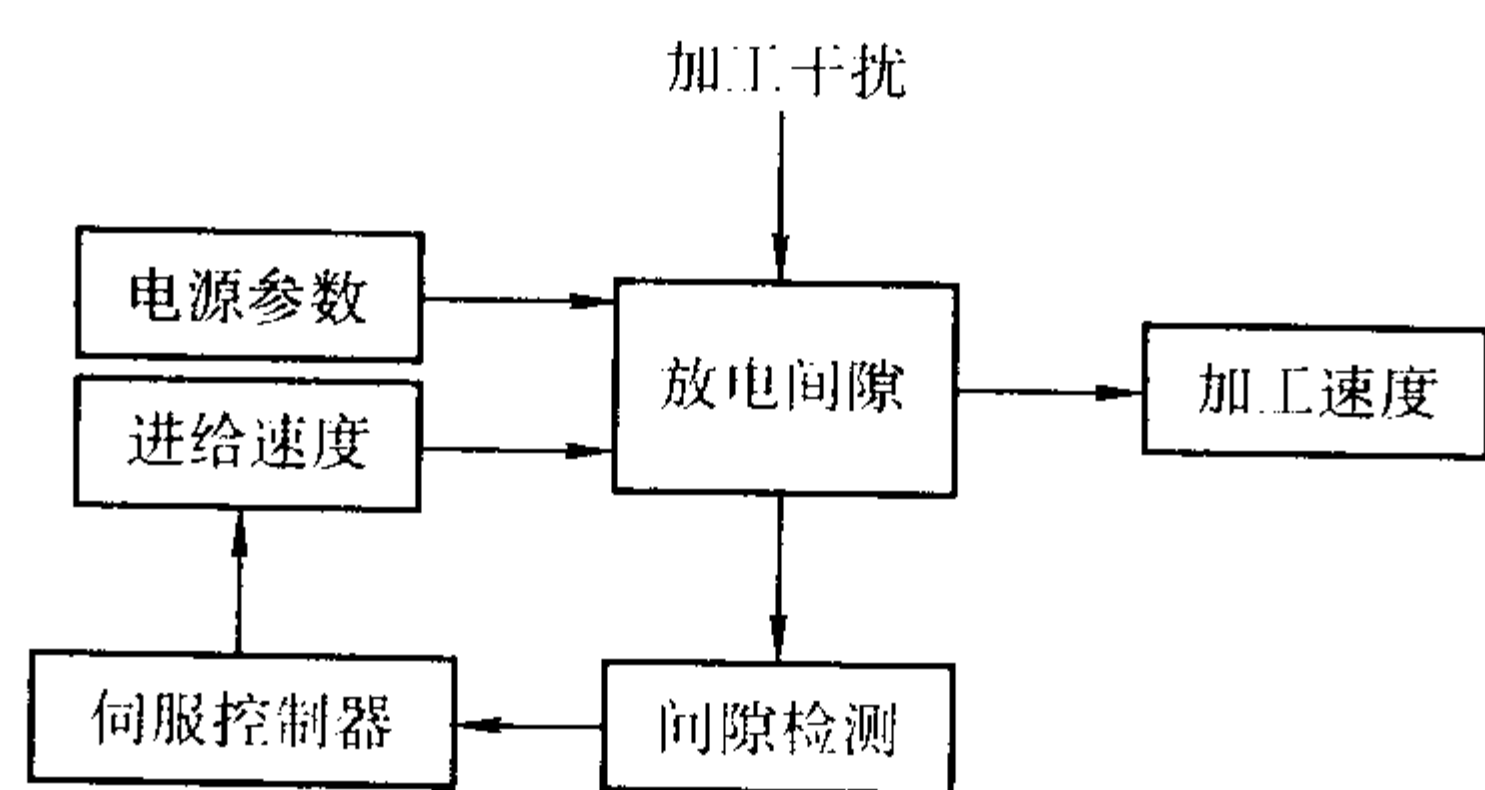 加工干扰
电源参数
放电间隙
进给速度
加工速度
伺服控制器
间隙检测